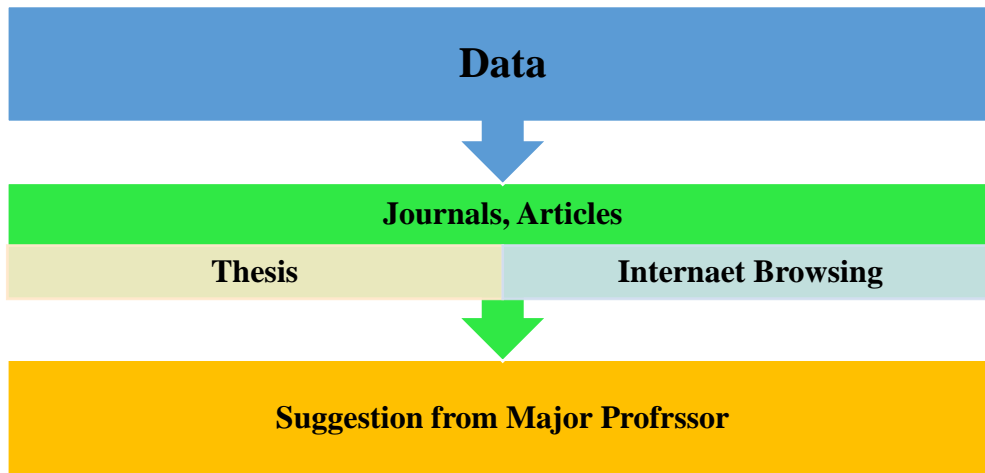 Data
Journals, Articles
Thesis
Internaet Browsing
Suggestion from Major Profrssor